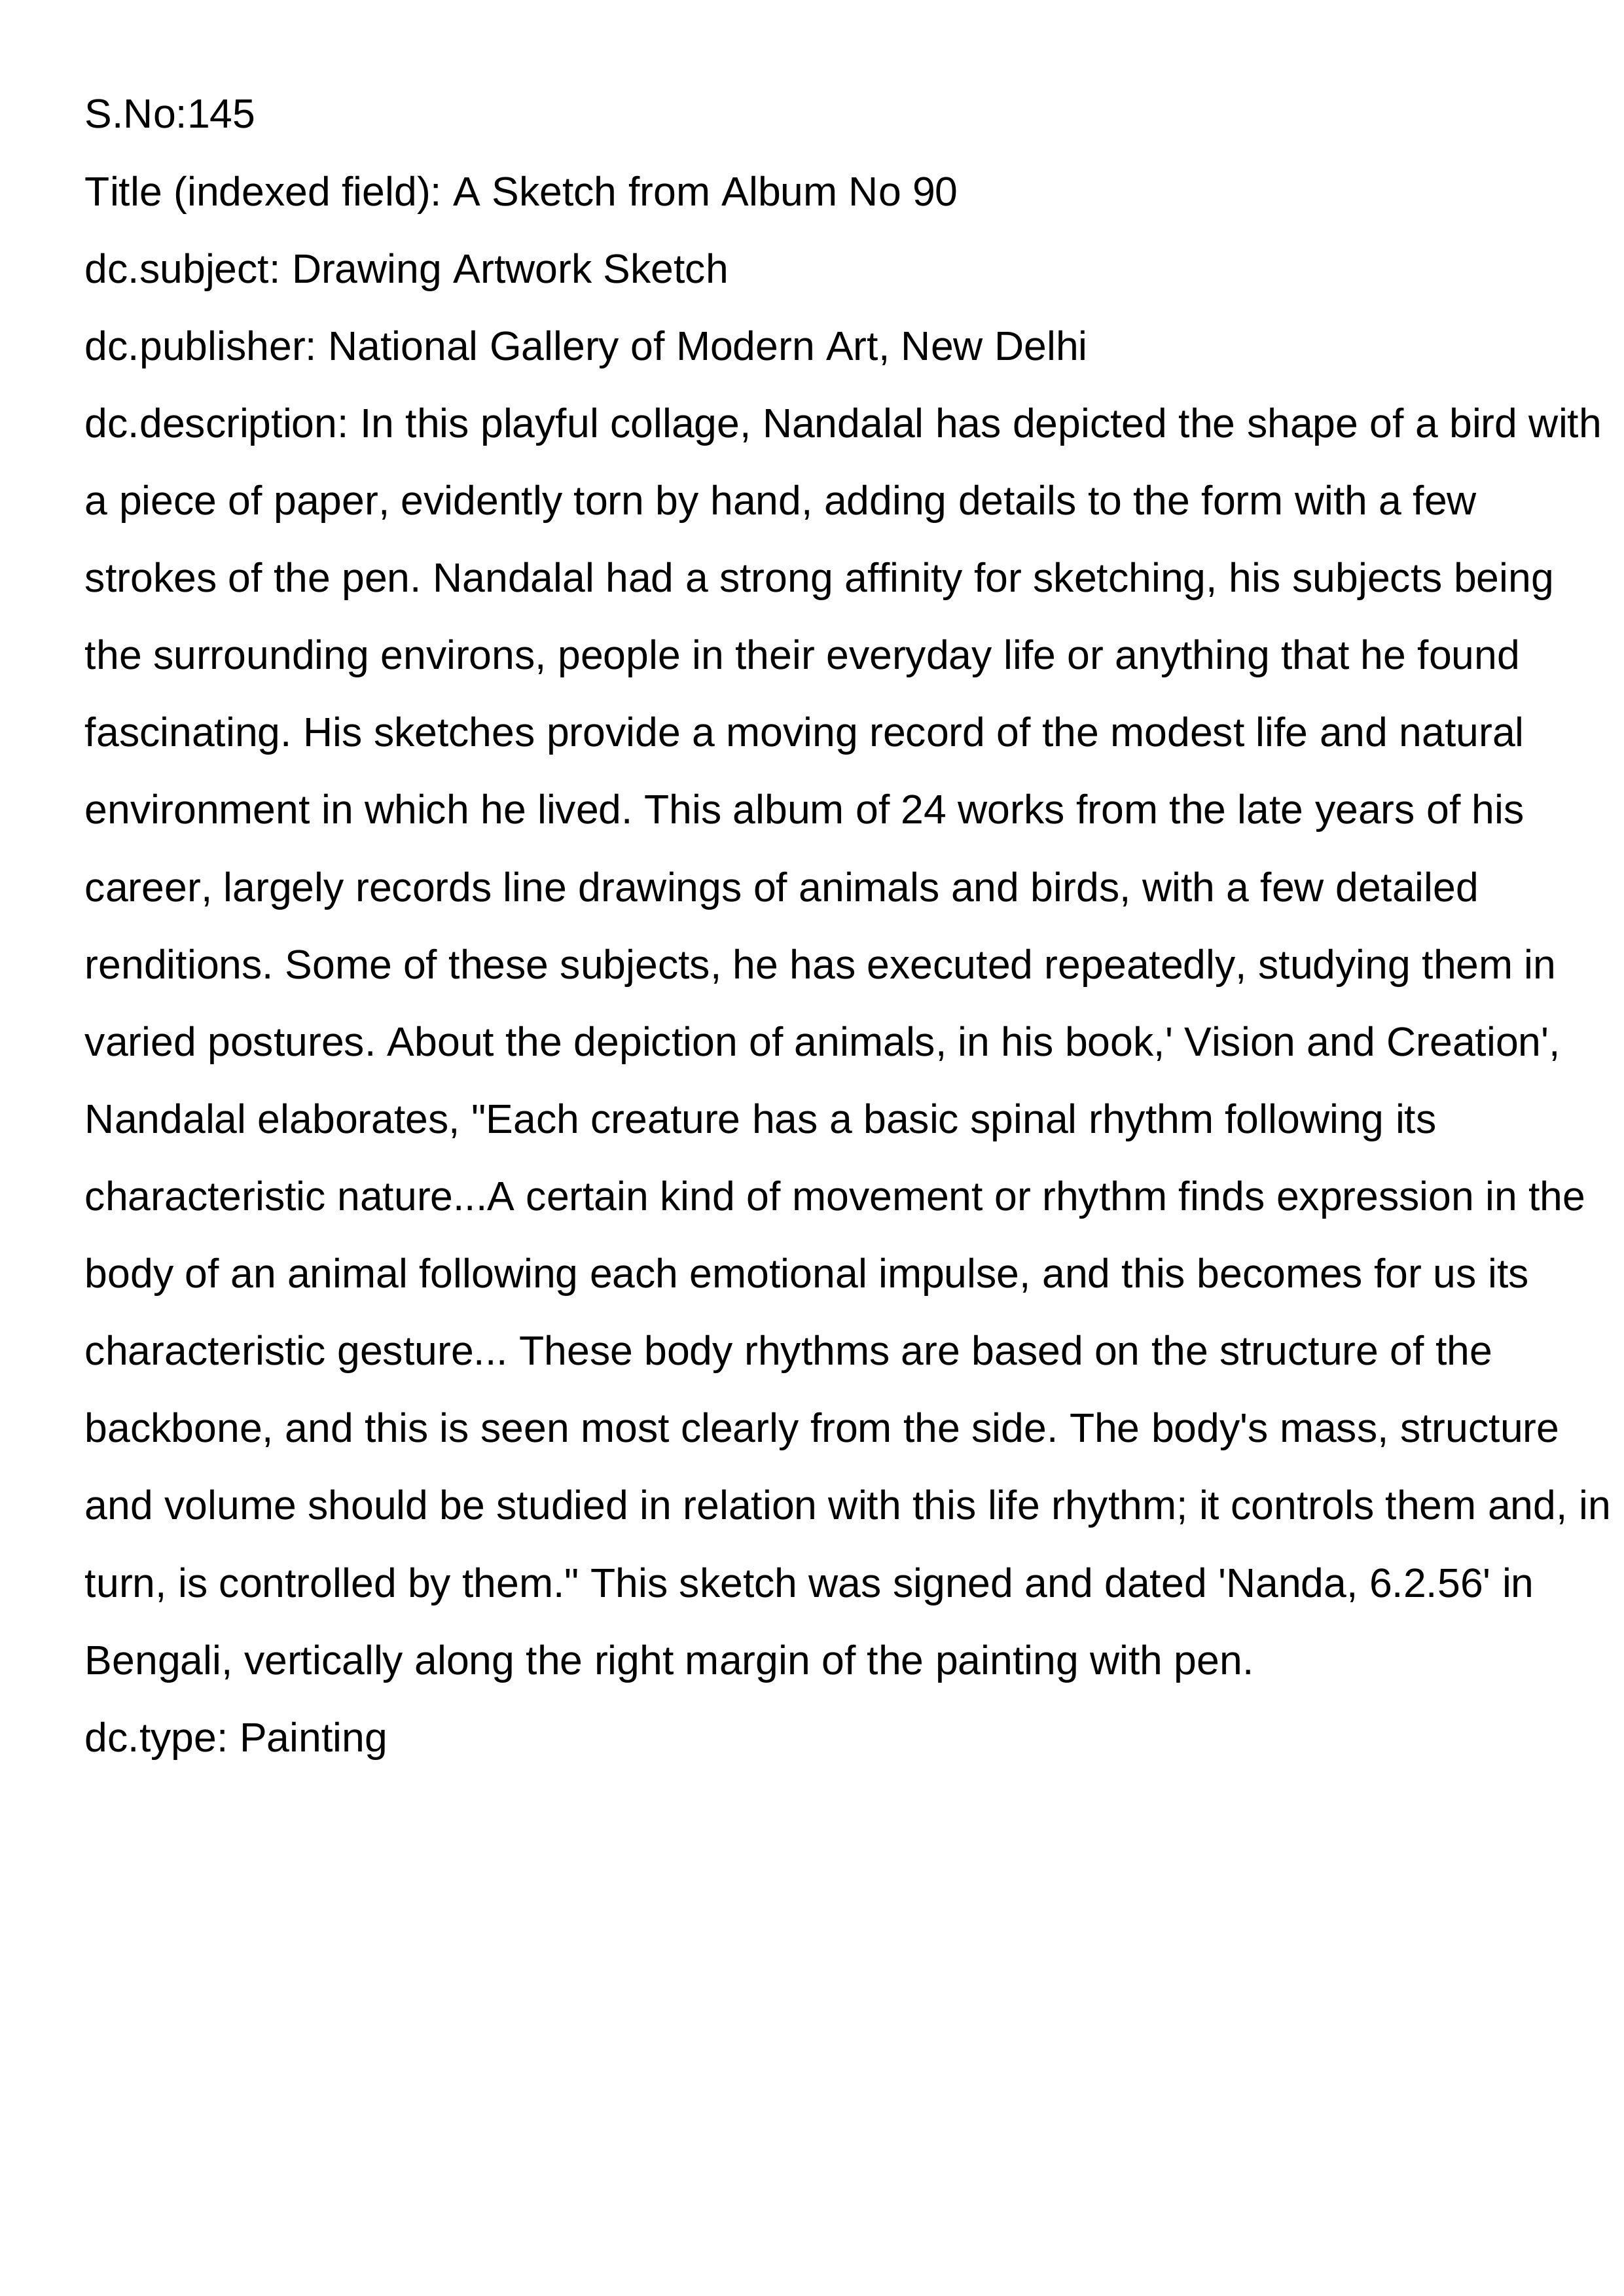 S.No:145
Title (indexed field): A Sketch from Album No 90
dc.subject: Drawing Artwork Sketch
dc.publisher: National Gallery of Modern Art, New Delhi
dc.description: In this playful collage, Nandalal has depicted the shape of a bird with
a piece of paper, evidently torn by hand, adding details to the form with a few
strokes of the pen. Nandalal had a strong affinity for sketching, his subjects being
the surrounding environs, people in their everyday life or anything that he found
fascinating. His sketches provide a moving record of the modest life and natural
environment in which he lived. This album of 24 works from the late years of his
career, largely records line drawings of animals and birds, with a few detailed
renditions. Some of these subjects, he has executed repeatedly, studying them in
varied postures. About the depiction of animals, in his book,' Vision and Creation',
Nandalal elaborates, "Each creature has a basic spinal rhythm following its
characteristic nature...A certain kind of movement or rhythm finds expression in the
body of an animal following each emotional impulse, and this becomes for us its
characteristic gesture... These body rhythms are based on the structure of the
backbone, and this is seen most clearly from the side. The body's mass, structure
and volume should be studied in relation with this life rhythm; it controls them and, in
turn, is controlled by them." This sketch was signed and dated 'Nanda, 6.2.56' in
Bengali, vertically along the right margin of the painting with pen.
dc.type: Painting